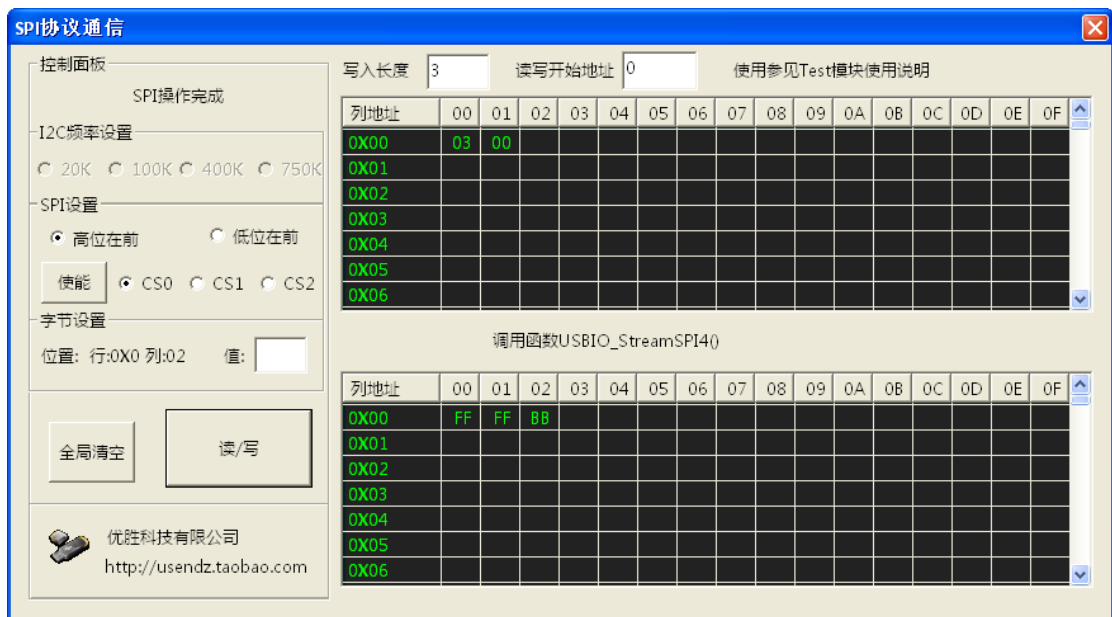 SPI协议通信
控制面板
SPI操作完成
I2C频率设置
20K 100K 400K 750K
SPI设置
高位在前 低位在前
使能 CS0 CS1 CS2
字节设置
位置: 行:0X0 列:02 值:
全局清空 读/写
优胜科技有限公司
http://usendz.taobao.com
写入长度 3 读写开始地址 0 使用参见Test模块使用说明
列地址 00 01 02 03 04 05 06 07 08 09 0A 0B 0C 0D 0E 0F
0X00 03 00
0X01
0X02
0X03
0X04
0X05
0X06
调用函数USBIO_StreamSPI4()
列地址 00 01 02 03 04 05 06 07 08 09 0A 0B 0C 0D 0E 0F
0X00 FF FF BB
0X01
0X02
0X03
0X04
0X05
0X06